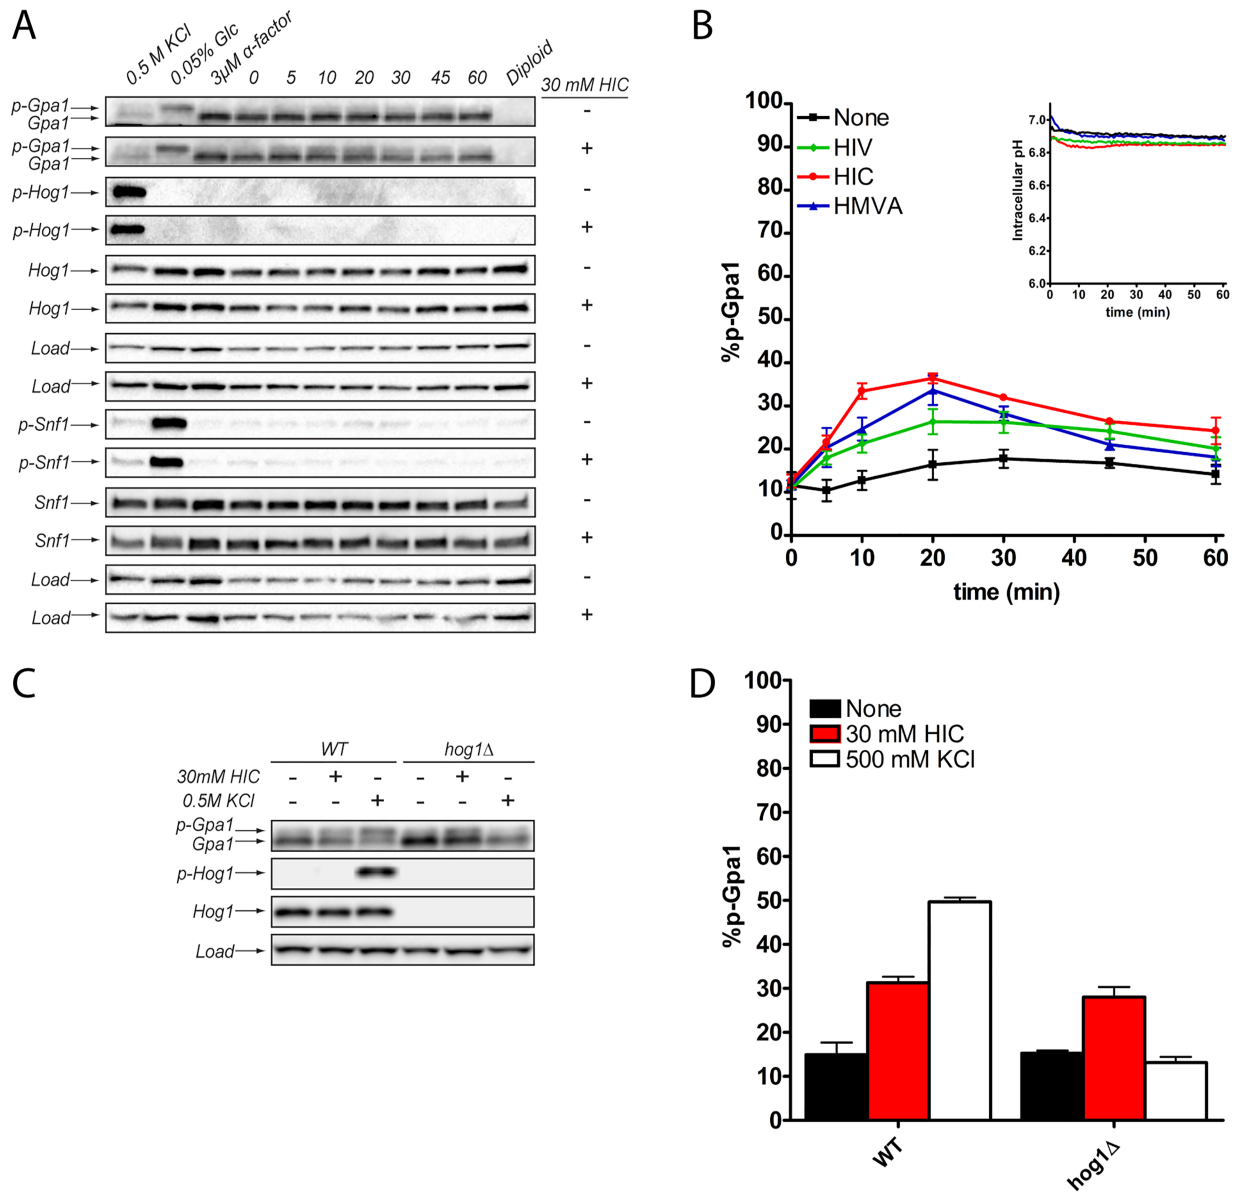 A
0.5 M KCl
0.05% Glc
3µM α-factor
0 5 10 20 30 45 60
Diploid
30 mM HIC
p-Gpa1
Gpa1
-
p-Gpa1
Gpa1
+
p-Hog1 -
p-Hog1 +
Hog1 -
Hog1 +
Load -
Load +
p-Snf1 -
p-Snf1 +
Snf1 -
Snf1 +
Load -
Load +
B
100
90
80
70
60
50
40
30
20
10
0
%p-Gpa1
None
HIV
HIC
HMVA
0 10 20 30 40 50 60
time (min)
7.0
6.8
6.6
6.4
6.2
6.0
Intracellular pH
0 10 20 30 40 50 60
time (min)
C
WT hog1Δ
30mM HIC - + - - + -
0.5M KCl - - + - - +
p-Gpa1
Gpa1
p-Hog1
Hog1
Load
D
100
90
80
70
60
50
40
30
20
10
0
%p-Gpa1
None
30 mM HIC
500 mM KCl
WT
hog1Δ